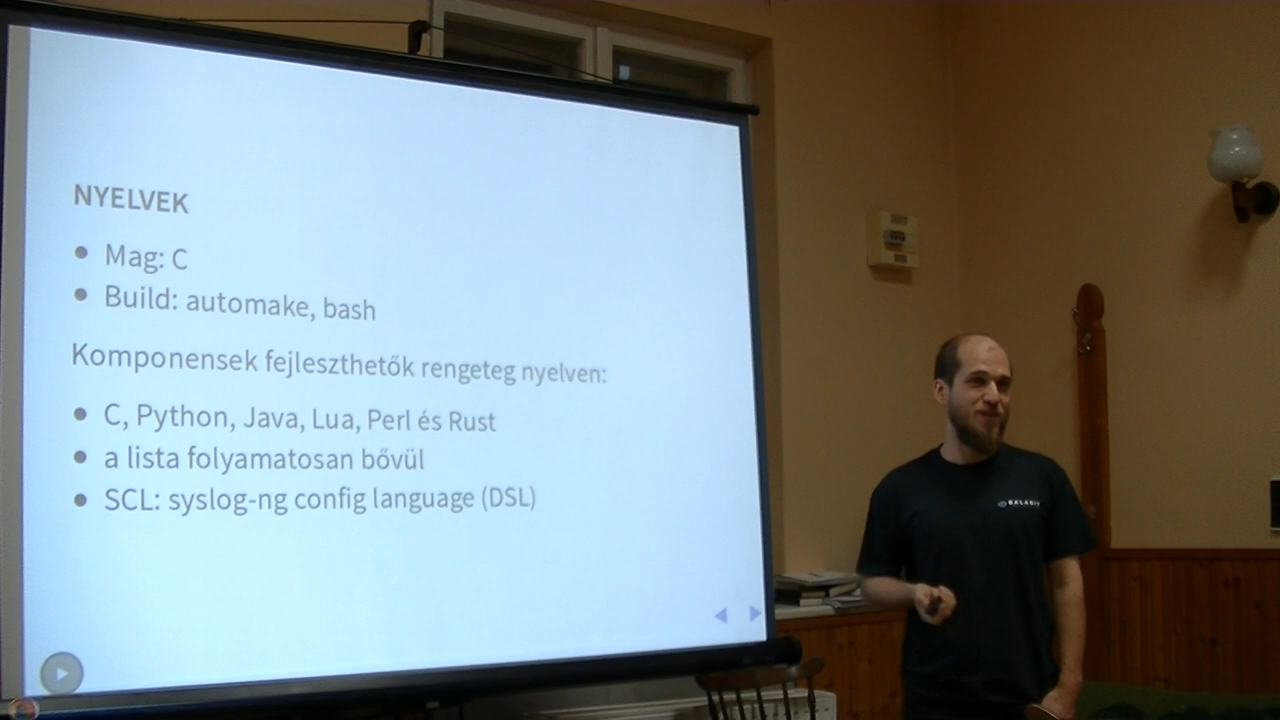 NYELVEK
Mag: C
Build: automake, bash
Komponensek fejleszthetők rengeteg nyelven:
C, Python, Java, Lua, Perl és Rust
a lista folyamatosan bővül
SCL: syslog-ng config language (DSL)
BALABIT